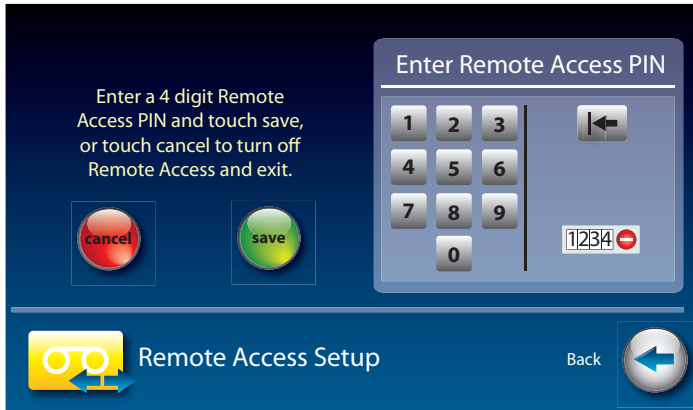 Enter a 4 digit Remote
Access PIN and touch save,
or touch cancel to turn off
Remote Access and exit.
cancel
save
Enter Remote Access PIN
1 2 3
4 5 6
7 8 9
0
1234
Remote Access Setup
Back